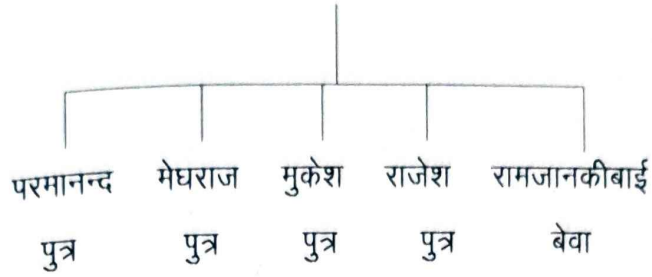 परमानन्द मेघराज मुकेश राजेश रामजानकीबाई
पुत्र पुत्र पुत्र पुत्र बेवा